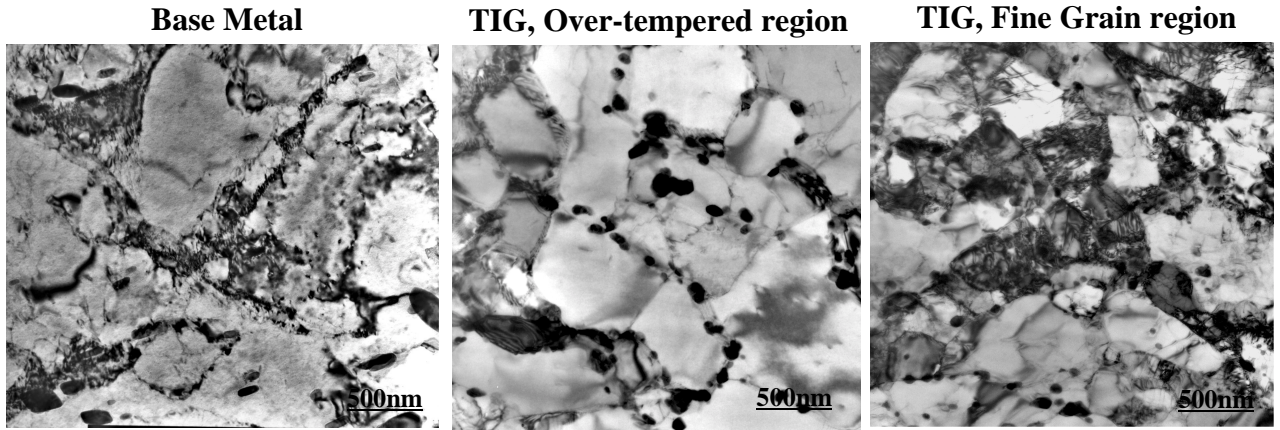 Base Metal
TIG, Over-tempered region
TIG, Fine Grain region
500nm
500nm
500nm